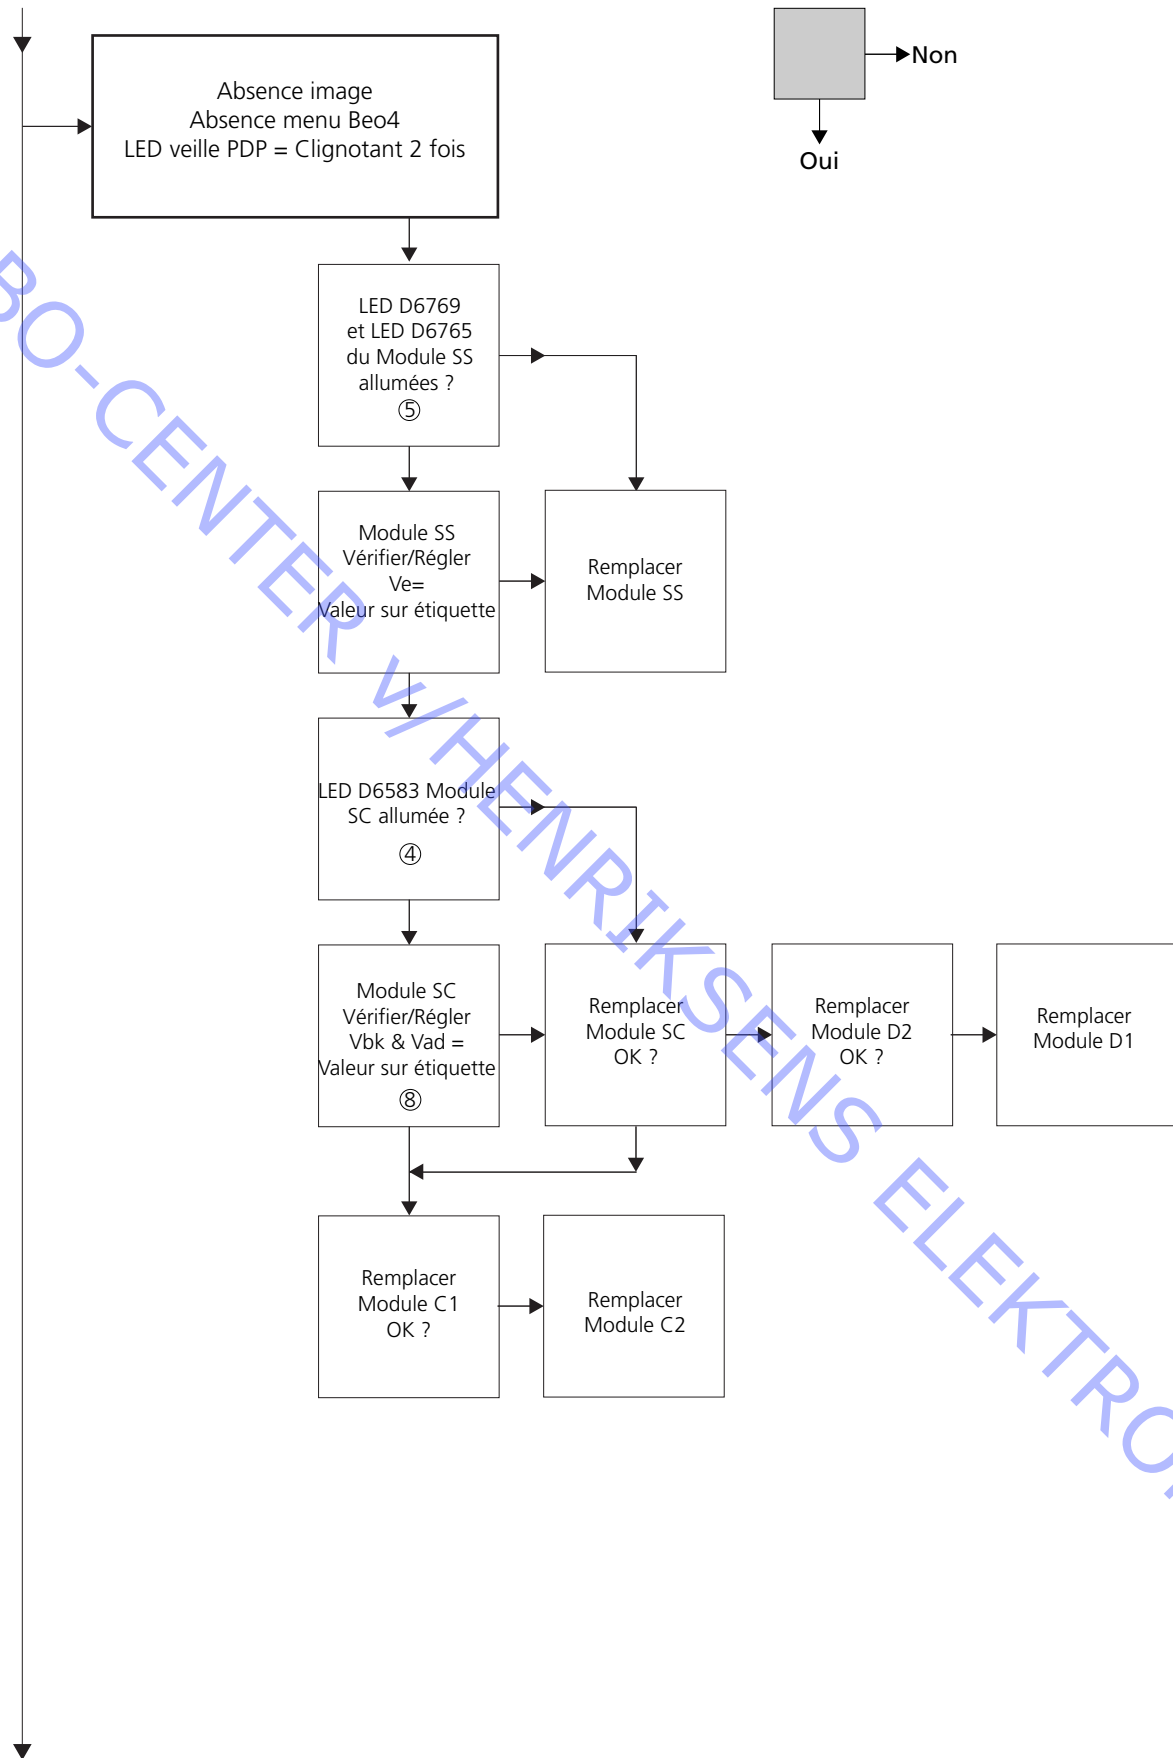 Non
Oui
Absence image
Absence menu Beo4
LED veille PDP = Clignotant 2 fois
LED D6769
et LED D6765
du Module SS
allumées ?
⑤
Module SS
Vérifier/Régler
Ve=
Valeur sur étiquette
Remplacer
Module SS
LED D6583 Module
SC allumée ?
④
Module SC
Vérifier/Régler
Vbk & Vad =
Valeur sur étiquette
⑧
Remplacer
Module SC
OK ?
Remplacer
Module D2
OK ?
Remplacer
Module D1
Remplacer
Module C1
OK ?
Remplacer
Module C2
BO-CENTER v/HENRIKSENS ELEKTRO